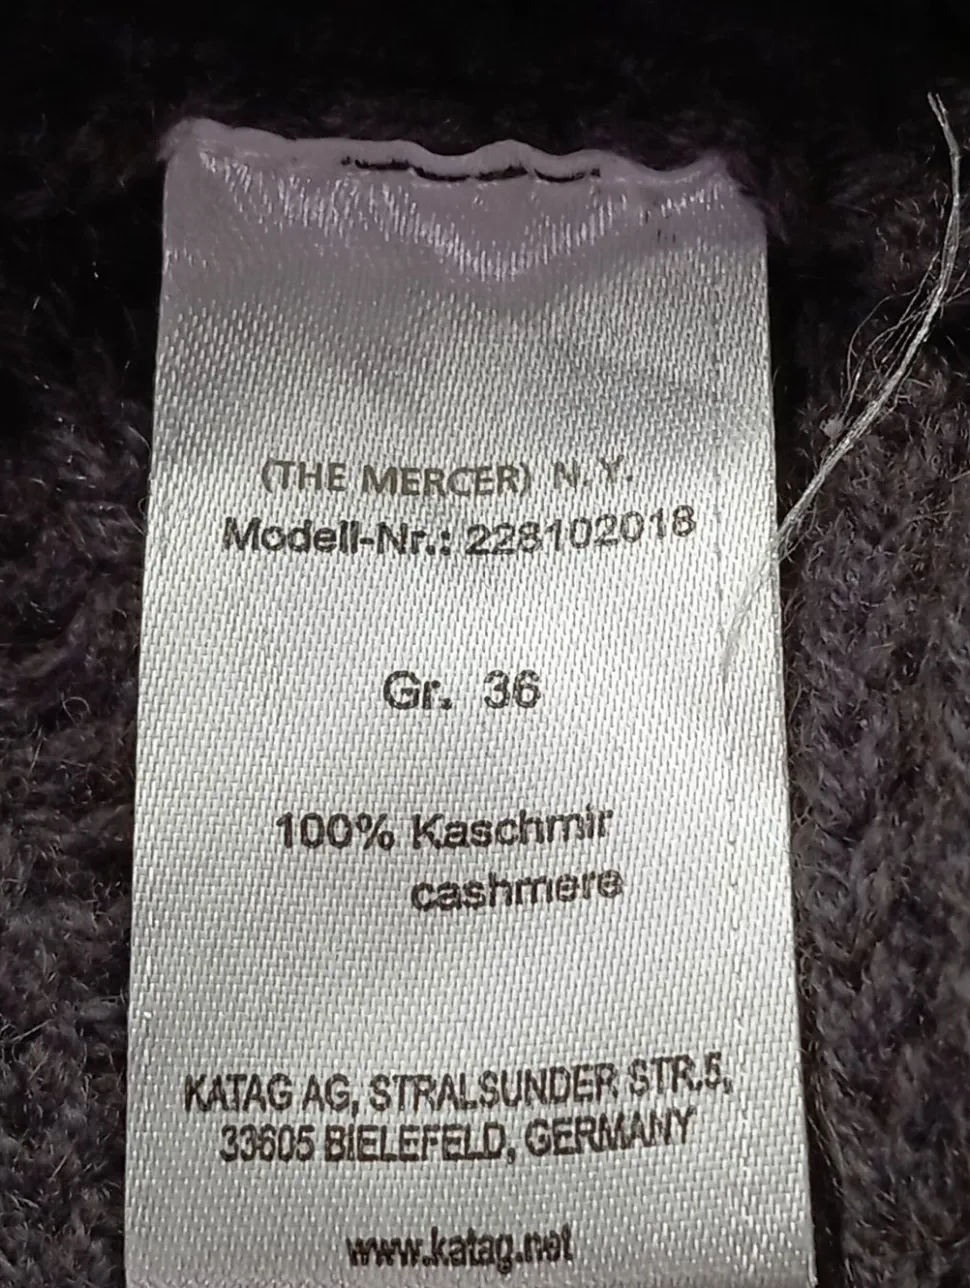 (THE MERCER) N.Y.
Modell-Nr.: 228102018
Gr. 36
100% Kaschmir
cashmere
KATAG AG, STRALSUNDER STR.5,
33605 BIELEFELD, GERMANY
www.katag.net